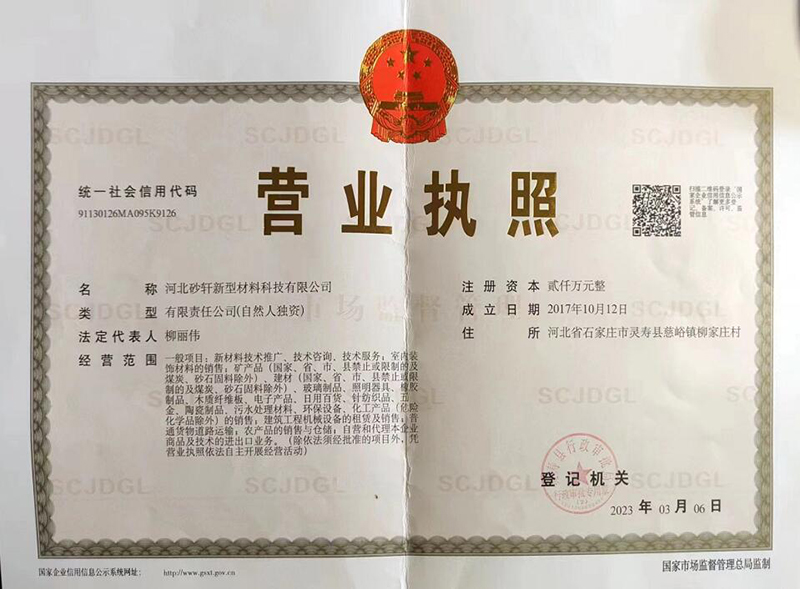 营业执照
统一社会信用代码
91130126MA095K9126
扫描二维码登录"国
家企业信用信息公示
系统"了解更多登
记、备案、许可、监
管信息
名称 河北砂轩新型材料科技有限公司
类型 有限责任公司(自然人独资)
法定代表人 柳丽伟
经营范围 一般项目:新材料技术推广、技术咨询、技术服务;室内装
饰材料的销售;矿产品(国家、省、市、县禁止或限制的及
煤炭、砂石固料除外)、建材(国家、省、市、县禁止或限
制的及煤炭、砂石固料除外)、玻璃制品、照明器具、橡胶
制品、木质纤维板、电子产品、日用百货、针纺织品、五
金、陶瓷制品、污水处理材料、环保设备、化工产品(危险
化学品除外)的销售;建筑工程机械设备的租赁及销售;普
通货物道路运输;农产品的销售与仓储;自营和代理本企业
商品及技术的进出口业务。(除依法须经批准的项目外,凭
营业执照依法自主开展经营活动)
注册资本 贰仟万元整
成立日期 2017年10月12日
住所 河北省石家庄市灵寿县慈峪镇柳家庄村
登记机关
2023年03月06日
国家企业信用信息公示系统网址: http://www.gsxt.gov.cn
国家市场监督管理总局监制